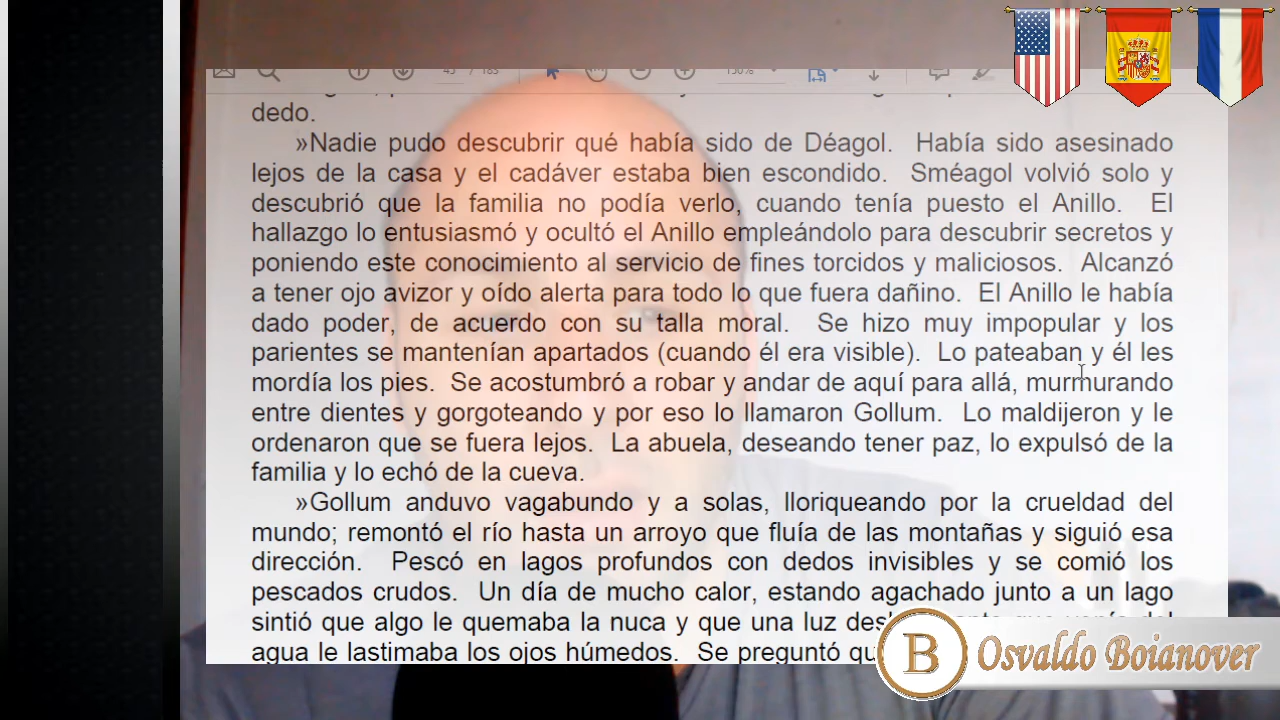 150%
dedo.
»Nadie pudo descubrir qué había sido de Déagol. Había sido asesinado
lejos de la casa y el cadáver estaba bien escondido. Sméagol volvió solo y
descubrió que la familia no podía verlo, cuando tenía puesto el Anillo. El
hallazgo lo entusiasmó y ocultó el Anillo empleándolo para descubrir secretos y
poniendo este conocimiento al servicio de fines torcidos y maliciosos. Alcanzó
a tener ojo avizor y oído alerta para todo lo que fuera dañino. El Anillo le había
dado poder, de acuerdo con su talla moral. Se hizo muy impopular y los
parientes se mantenían apartados (cuando él era visible). Lo pateaban y él les
mordía los pies. Se acostumbró a robar y andar de aquí para allá, murmurando
entre dientes y gorgoteando y por eso lo llamaron Gollum. Lo maldijeron y le
ordenaron que se fuera lejos. La abuela, deseando tener paz, lo expulsó de la
familia y lo echó de la cueva.
»Gollum anduvo vagabundo y a solas, lloriqueando por la crueldad del
mundo; remontó el río hasta un arroyo que fluía de las montañas y siguió esa
dirección. Pescó en lagos profundos con dedos invisibles y se comió los
pescados crudos. Un día de mucho calor, estando agachado junto a un lago
sintió que algo le quemaba la nuca y que una luz
agua le lastimaba los ojos húmedos. Se preguntó
B Osvaldo Boianover